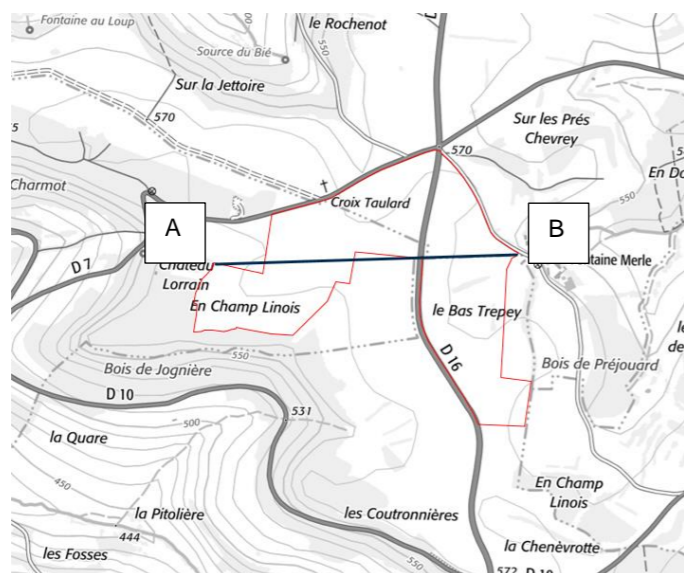 Fontaine au Loup
le Rochenot
Source du Bié
550
Sur la Jettoire
570
Sur les Prés
Chevrey
570
En Do
550
Charmot
Croix Taulard
A
B
Château
Lorrain
D 7
taine Merle
En Champ Linois
le Bas Trepey
D 16
550
Bois de Jognière
Bois de Préjouard
D 10
531
500
la Quare
450
En Champ
Linois
la Pitolière
les Coutronnières
444
la Chenèvrotte
les Fosses
572
D 10